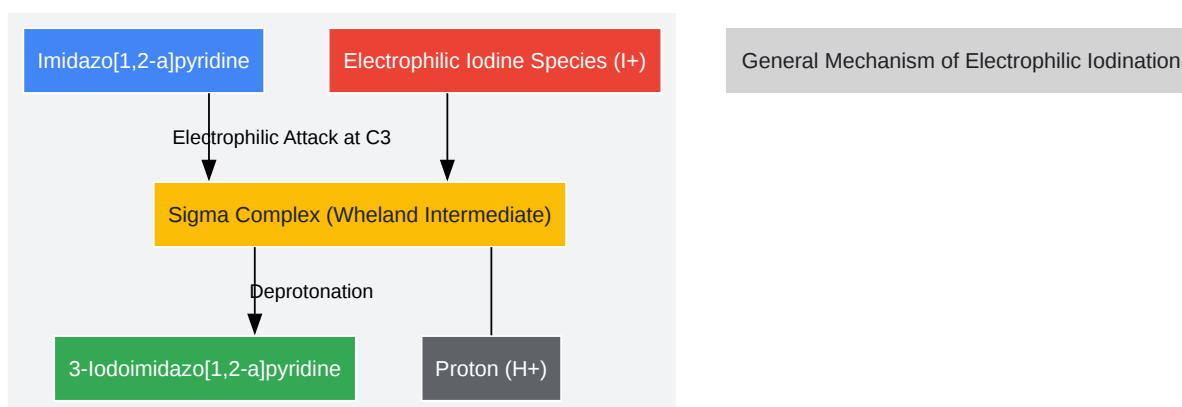 Imidazo[1,2-a]pyridine
Electrophilic Iodine Species (I+)
General Mechanism of Electrophilic Iodination
Electrophilic Attack at C3
Sigma Complex (Wheland Intermediate)
Deprotonation
3-Iodoimidazo[1,2-a]pyridine
Proton (H+)